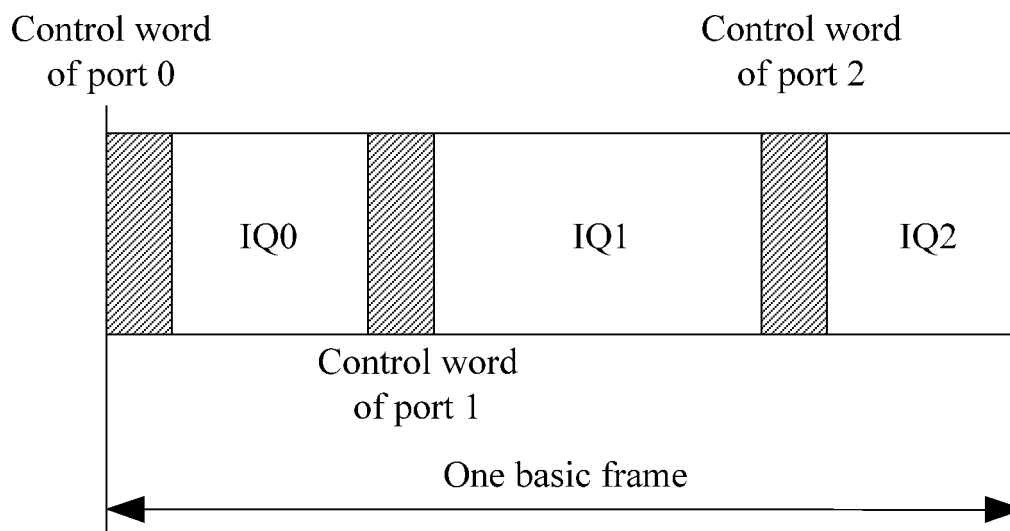 Control word
of port 0
Control word
of port 2
IQ0
IQ1
IQ2
Control word
of port 1
One basic frame